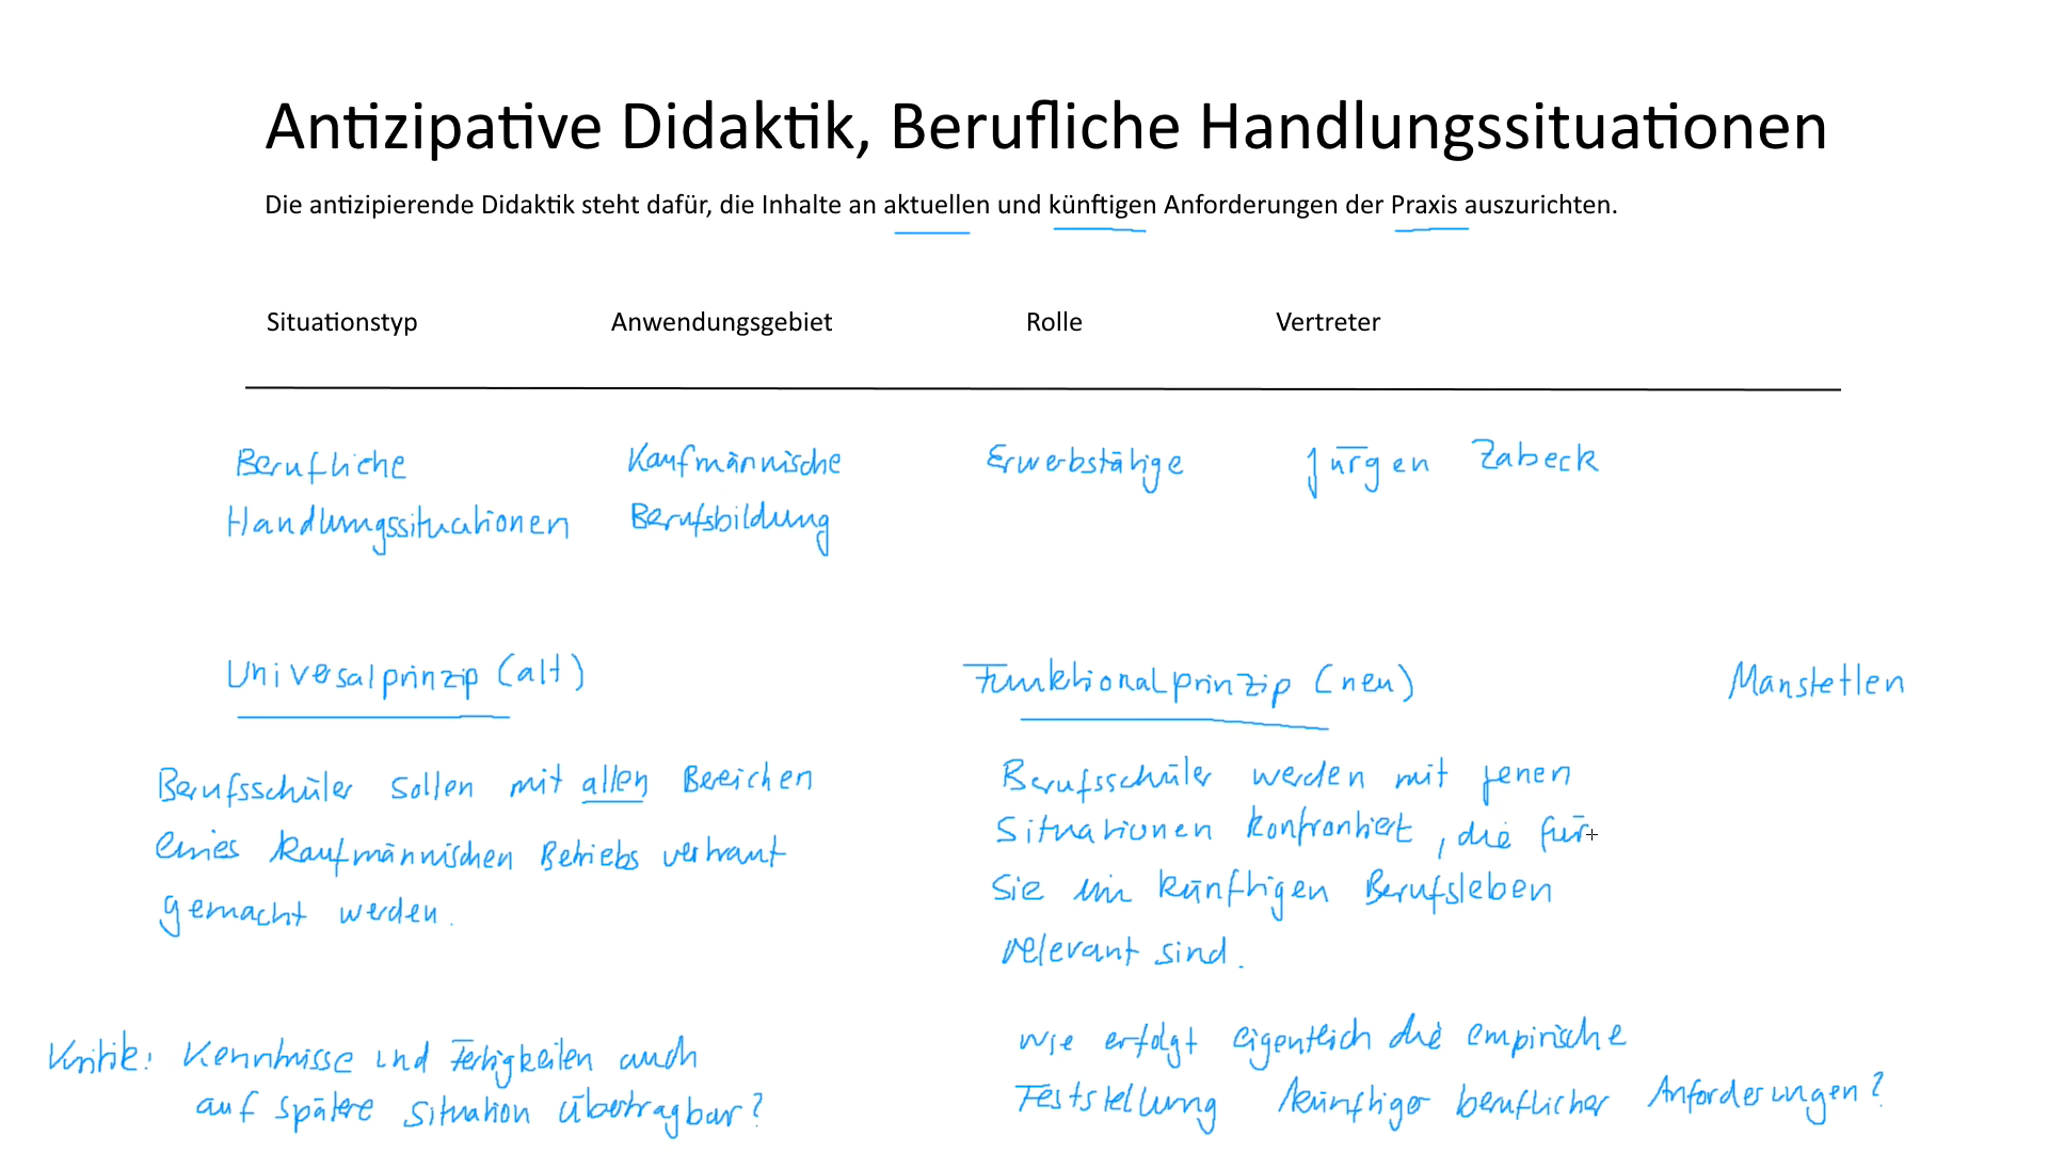 Antizipative Didaktik, Berufliche Handlungssituationen
Die antizipierende Didaktik steht dafür, die Inhalte an aktuellen und künftigen Anforderungen der Praxis auszurichten.
Situationstyp Anwendungsgebiet Rolle Vertreter
Berufliche Kaufmännische Erwerbstätige Jürgen Zabeck
Handlungssituationen Berufsbildung
Universalprinzip (alt) Funktionalprinzip (neu) Manstetten
Berufsschüler sollen mit allen Bereichen
eines kaufmännischen Betriebs vertraut
gemacht werden.
Berufsschüler werden mit jenen
Situationen konfrontiert, die für
sie im künftigen Berufsleben
relevant sind.
Kritik: Kenntnisse und Fertigkeiten auch
auf spätere Situation übertragbar?
Wie erfolgt eigentlich die empirische
Feststellung künftiger beruflicher Anforderungen?